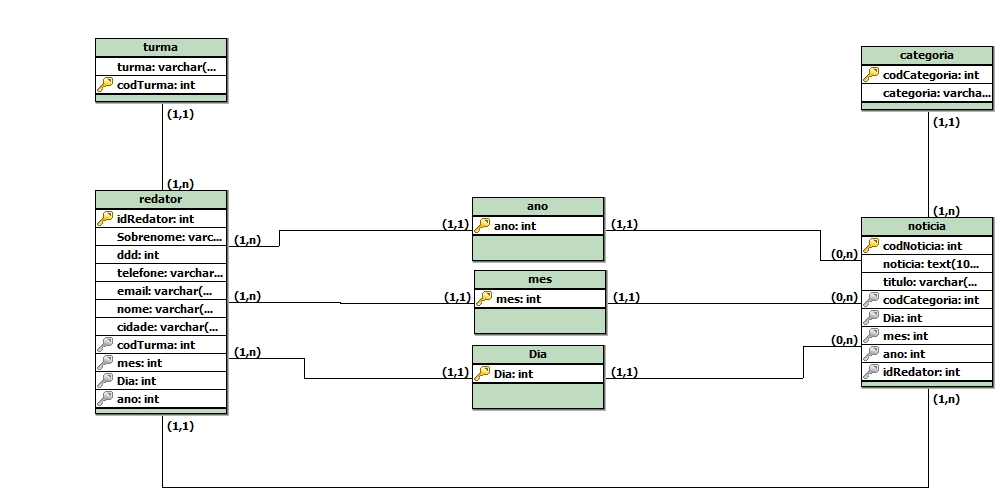 turma
turma: varchar(...
codTurma: int
(1,1)
(1,n)
redator
idRedator: int
Sobrenome: varc...
ddd: int
telefone: varchar...
email: varchar(...
nome: varchar(...
cidade: varchar(...
codTurma: int
mes: int
Dia: int
ano: int
(1,n)
(1,n)
(1,n)
(1,1)
ano
ano: int
(1,1)
(1,1)
mes
mes: int
(1,1)
(1,1)
Dia
Dia: int
(1,1)
(1,1)
categoria
codCategoria: int
categoria: varcha...
(1,1)
(1,n)
noticia
codNoticia: int
noticia: text(10...
titulo: varchar(...
codCategoria: int
Dia: int
mes: int
ano: int
idRedator: int
(0,n)
(0,n)
(0,n)
(1,n)